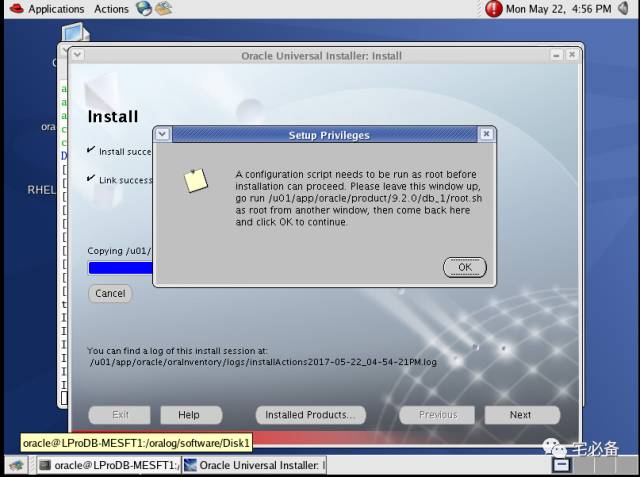 Applications Actions Mon May 22, 4:56 PM
Oracle Universal Installer: Install
Install
Setup Privileges
Install succe
A configuration script needs to be run as root before
installation can proceed. Please leave this window up,
go run /u01/app/oracle/product/9.2.0/db_1/root.sh
as root from another window, then come back here
and click OK to continue.
Link success
ora
RHEL
Copying /u01/
OK
Cancel
You can find a log of this install session at:
/u01/app/oracle/oraInventory/logs/installActions2017-05-22_04-54-21PM.log
Exit Help Installed Products... Previous Next
oracle@LProDB-MESFT1:/oralog/software/Disk1
宅必备
oracle@LProDB-MESFT1:/ Oracle Universal Installer: I